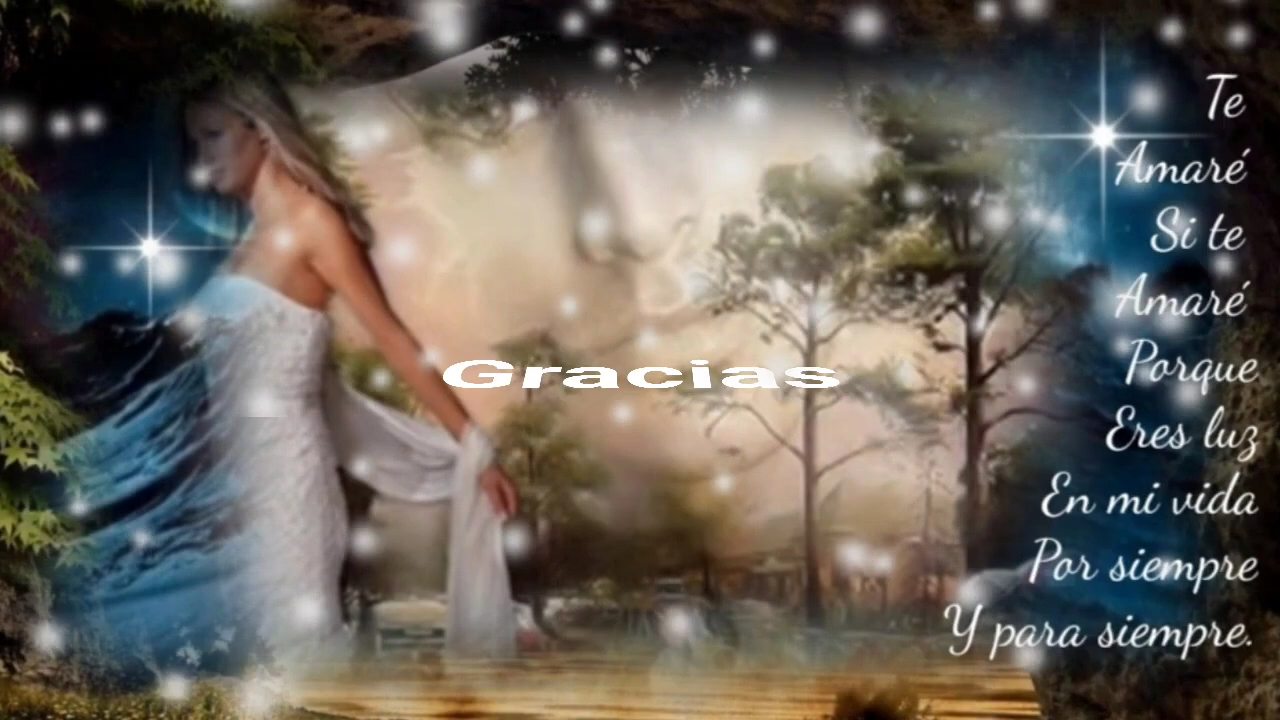 Te
Amaré
Si te
Amaré
Porque
Eres luz
En mi vida
Por siempre
Y para siempre.
Gracias